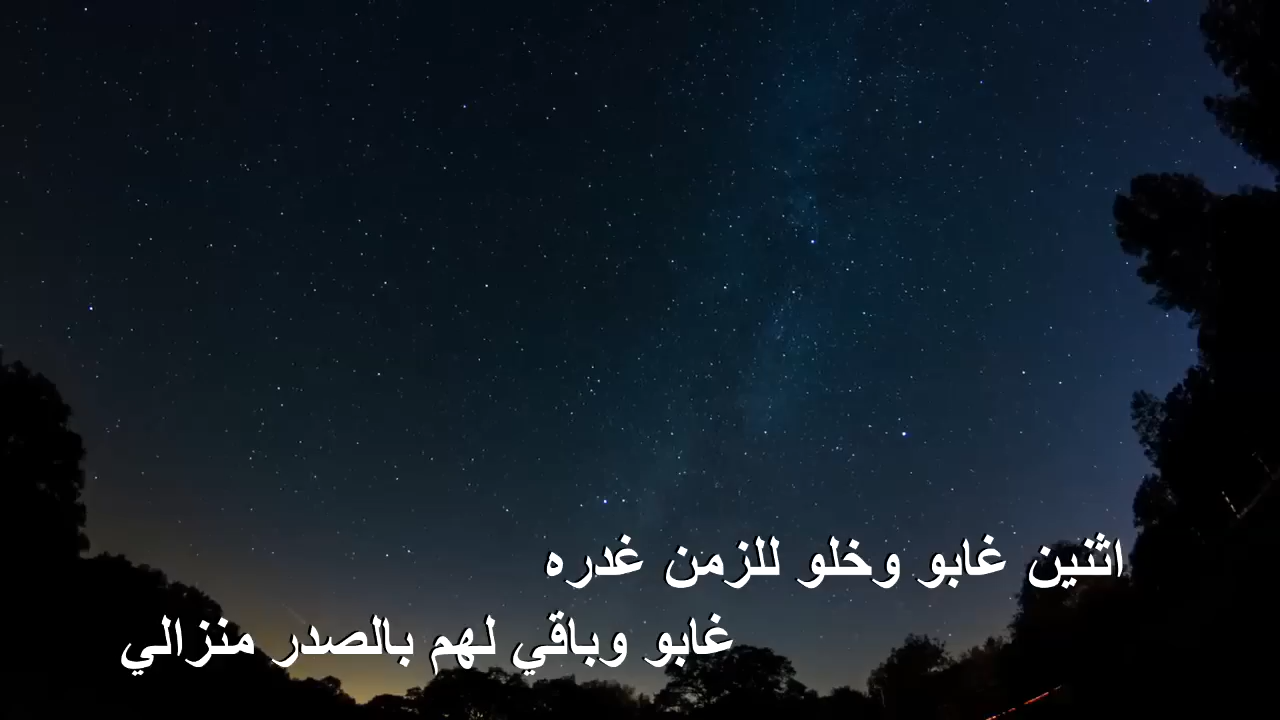 اثنين غابو وخلو للزمن غدره
غابو وباقي لهم بالصدر منزالي